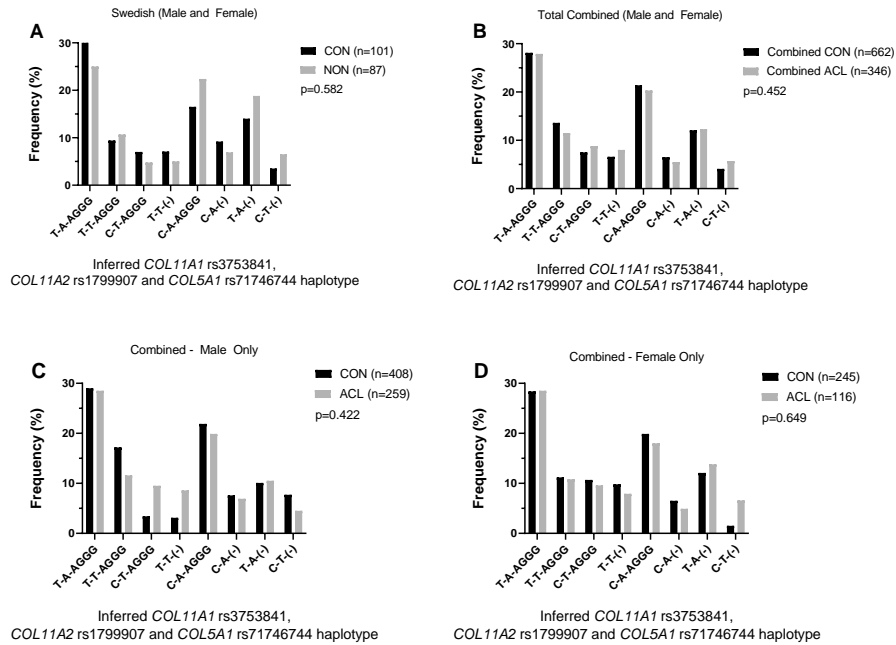 Swedish (Male and Female)
A
Frequency (%)
30
20
10
0
CON (n=101)
NON (n=87)
p=0.582
T-A-AGGG
T-T-AGGG
C-T-AGGG
T-T-(-)
C-A-AGGG
C-A-(-)
T-A-(-)
C-T-(-)
Inferred COL11A1 rs3753841,
COL11A2 rs1799907 and COL5A1 rs71746744 haplotype
Total Combined (Male and Female)
B
Frequency (%)
30
20
10
0
Combined CON (n=662)
Combined ACL (n=346)
p=0.452
T-A-AGGG
T-T-AGGG
C-T-AGGG
T-T-(-)
C-A-AGGG
C-A-(-)
T-A-(-)
C-T-(-)
Inferred COL11A1 rs3753841,
COL11A2 rs1799907 and COL5A1 rs71746744 haplotype
Combined - Male Only
C
Frequency (%)
30
20
10
0
CON (n=408)
ACL (n=259)
p=0.422
T-A-AGGG
T-T-AGGG
C-T-AGGG
T-T-(-)
C-A-AGGG
C-A-(-)
T-A-(-)
C-T-(-)
Inferred COL11A1 rs3753841,
COL11A2 rs1799907 and COL5A1 rs71746744 haplotype
Combined - Female Only
D
Frequency (%)
30
20
10
0
CON (n=245)
ACL (n=116)
p=0.649
T-A-AGGG
T-T-AGGG
C-T-AGGG
T-T-(-)
C-A-AGGG
C-A-(-)
T-A-(-)
C-T-(-)
Inferred COL11A1 rs3753841,
COL11A2 rs1799907 and COL5A1 rs71746744 haplotype